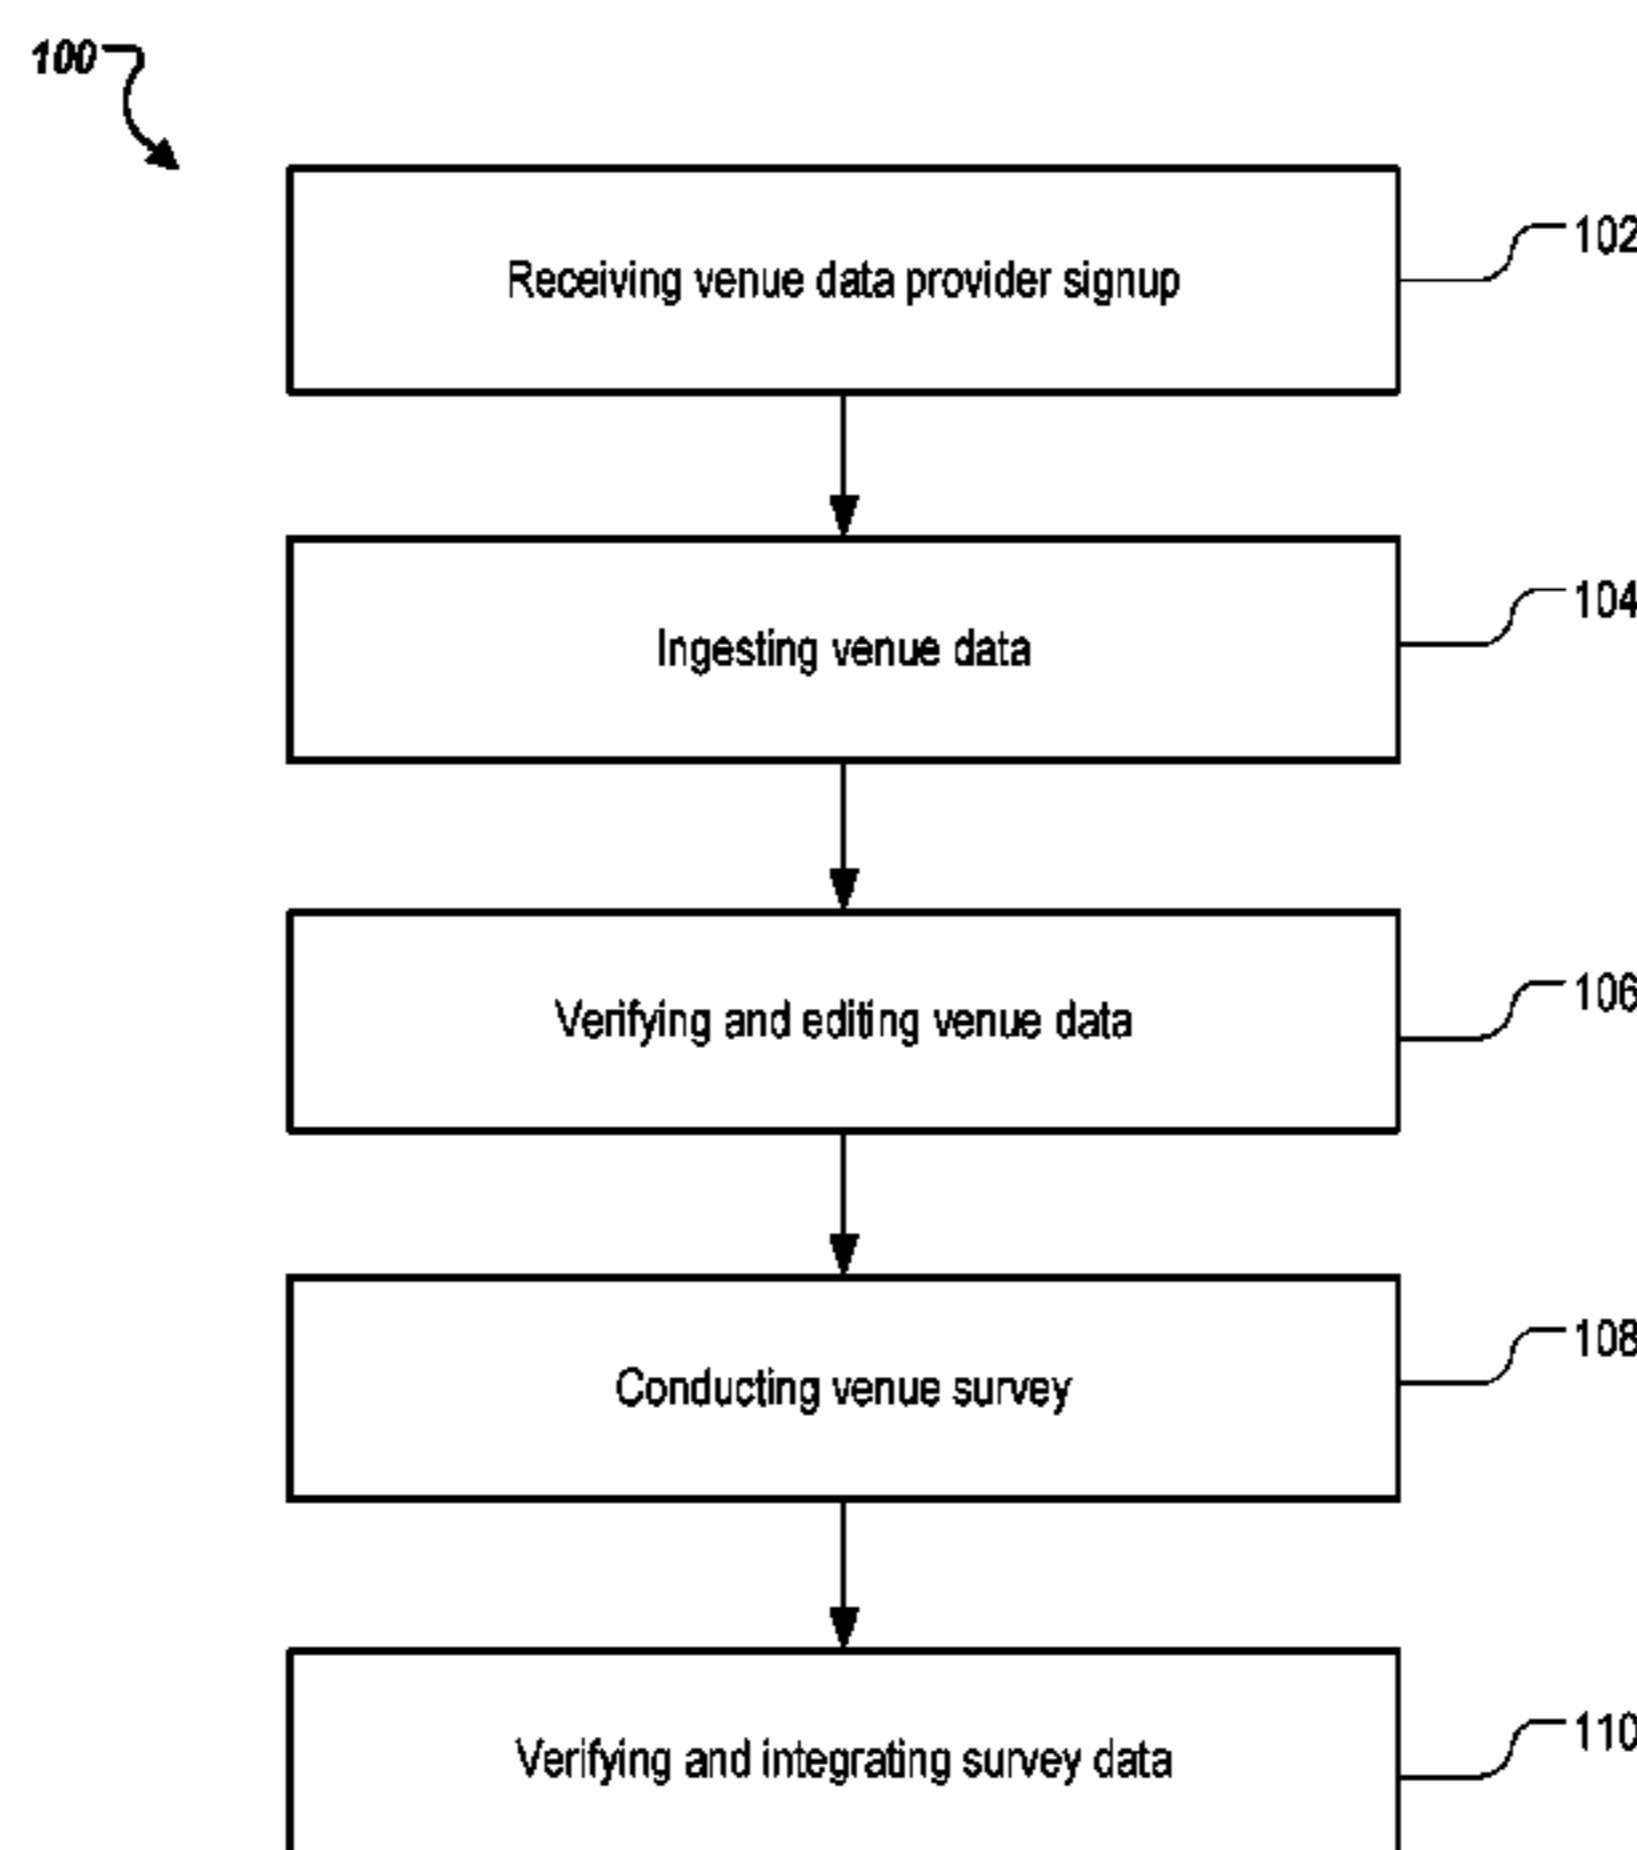 100
Receiving venue data provider signup
102
Ingesting venue data
104
Verifying and editing venue data
106
Conducting venue survey
108
Verifying and integrating survey data
110